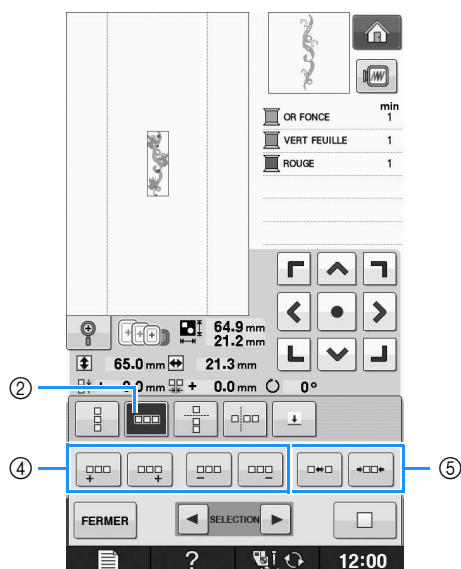 min
OR FONCE 1
VERT FEUILLE 1
ROUGE 1
64.9 mm
21.2 mm
65.0 mm 21.3 mm
+ 0.0 mm + 0.0 mm 0°
②
④ ⑤
FERMER SELECTION
? 12:00